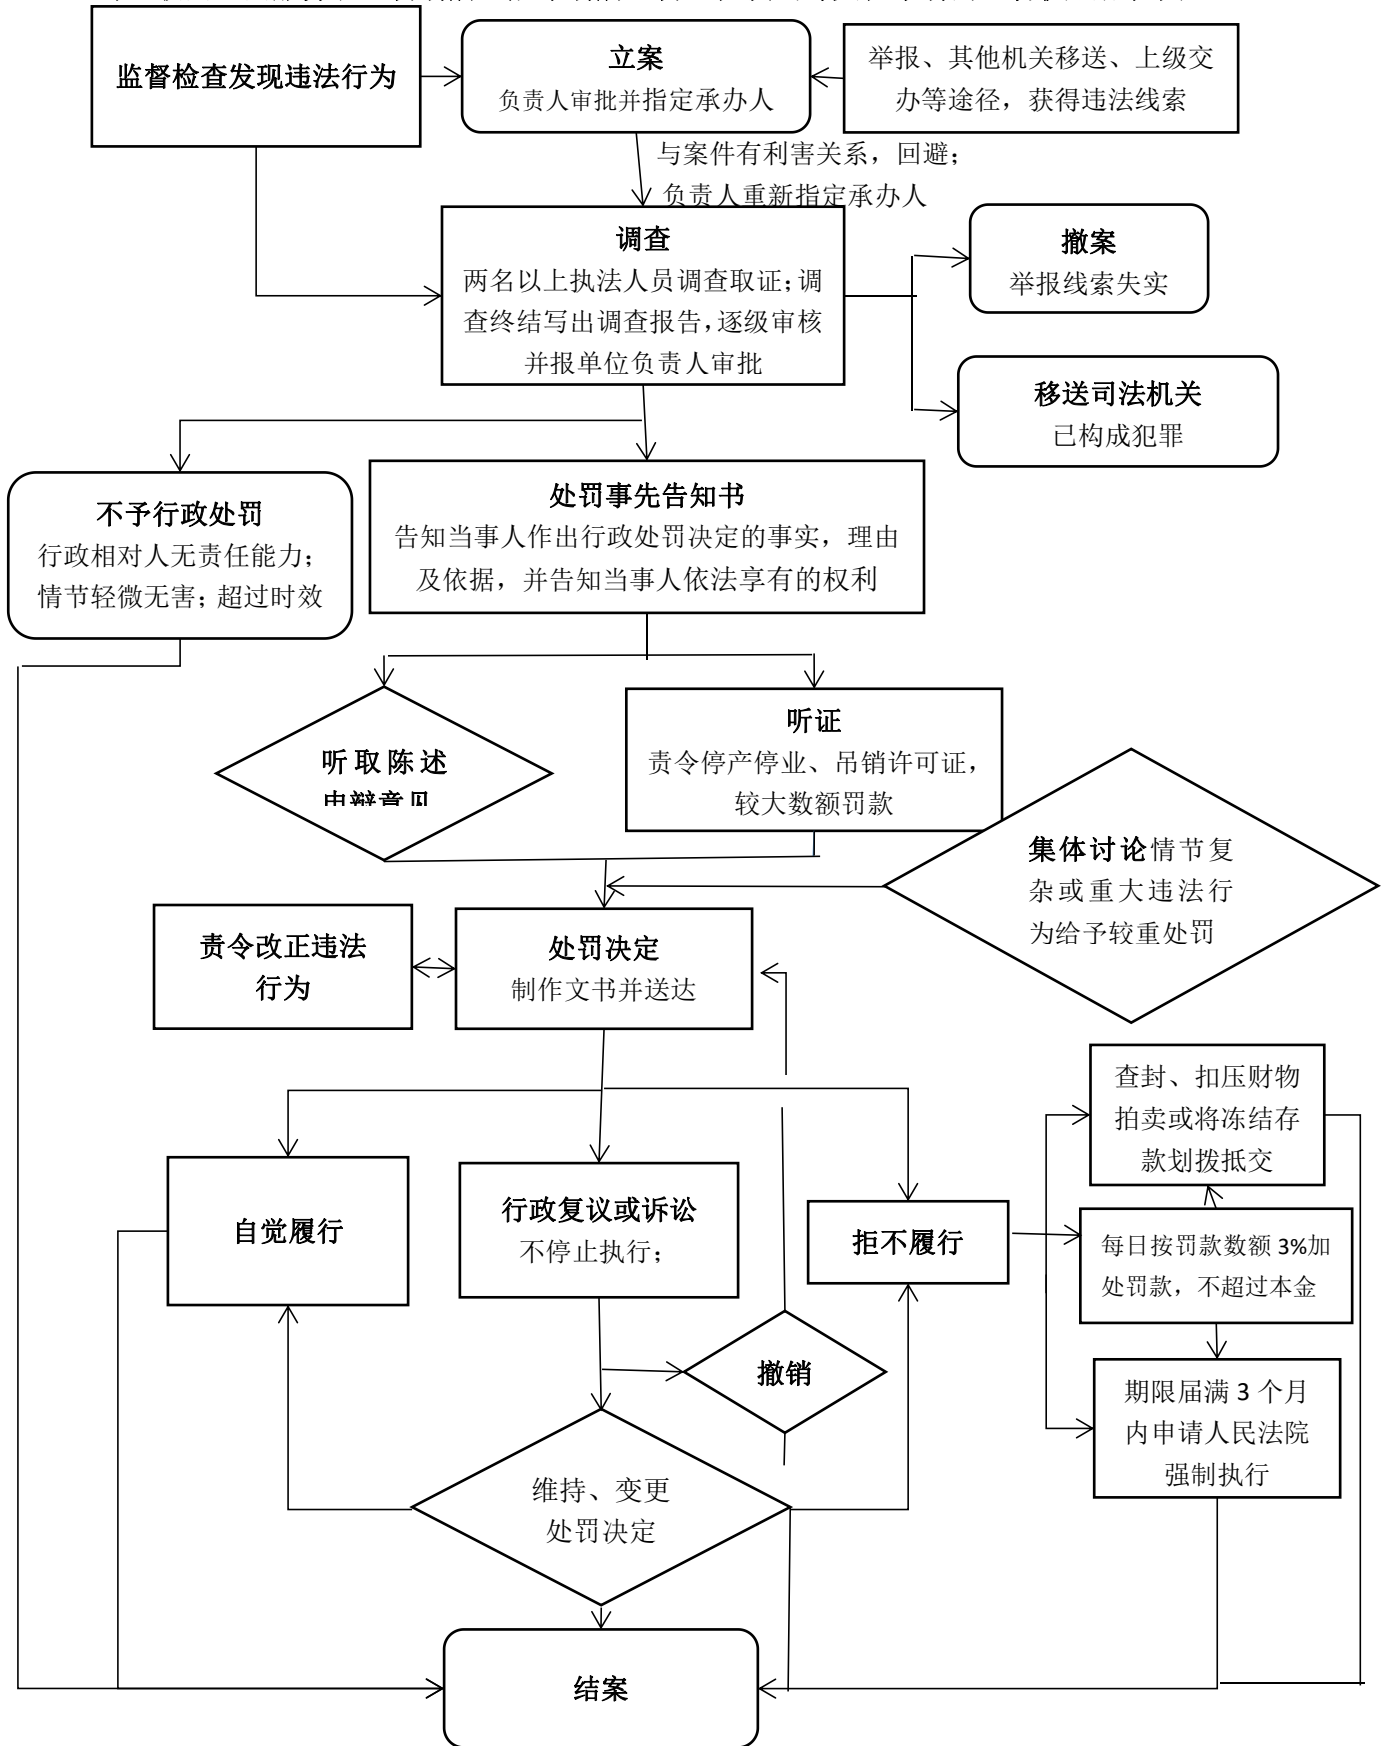 监督检查发现违法行为
立案
负责人审批并指定承办人
举报、其他机关移送、上级交
办等途径，获得违法线索
与案件有利害关系，回避；
负责人重新指定承办人
调查
两名以上执法人员调查取证；调
查终结写出调查报告，逐级审核
并报单位负责人审批
撤案
举报线索失实
移送司法机关
已构成犯罪
不予行政处罚
行政相对人无责任能力；
情节轻微无害；超过时效
处罚事先告知书
告知当事人作出行政处罚决定的事实，理由
及依据，并告知当事人依法享有的权利
听取陈述
申辩意见
听证
责令停产停业、吊销许可证，
较大数额罚款
集体讨论情节复
杂或重大违法行
为给予较重处罚
责令改正违法
行为
处罚决定
制作文书并送达
查封、扣压财物
拍卖或将冻结存
款划拨抵交
自觉履行
行政复议或诉讼
不停止执行；
拒不履行
每日按罚款数额 3%加
处罚款，不超过本金
撤销
期限届满 3 个月
内申请人民法院
强制执行
维持、变更
处罚决定
结案